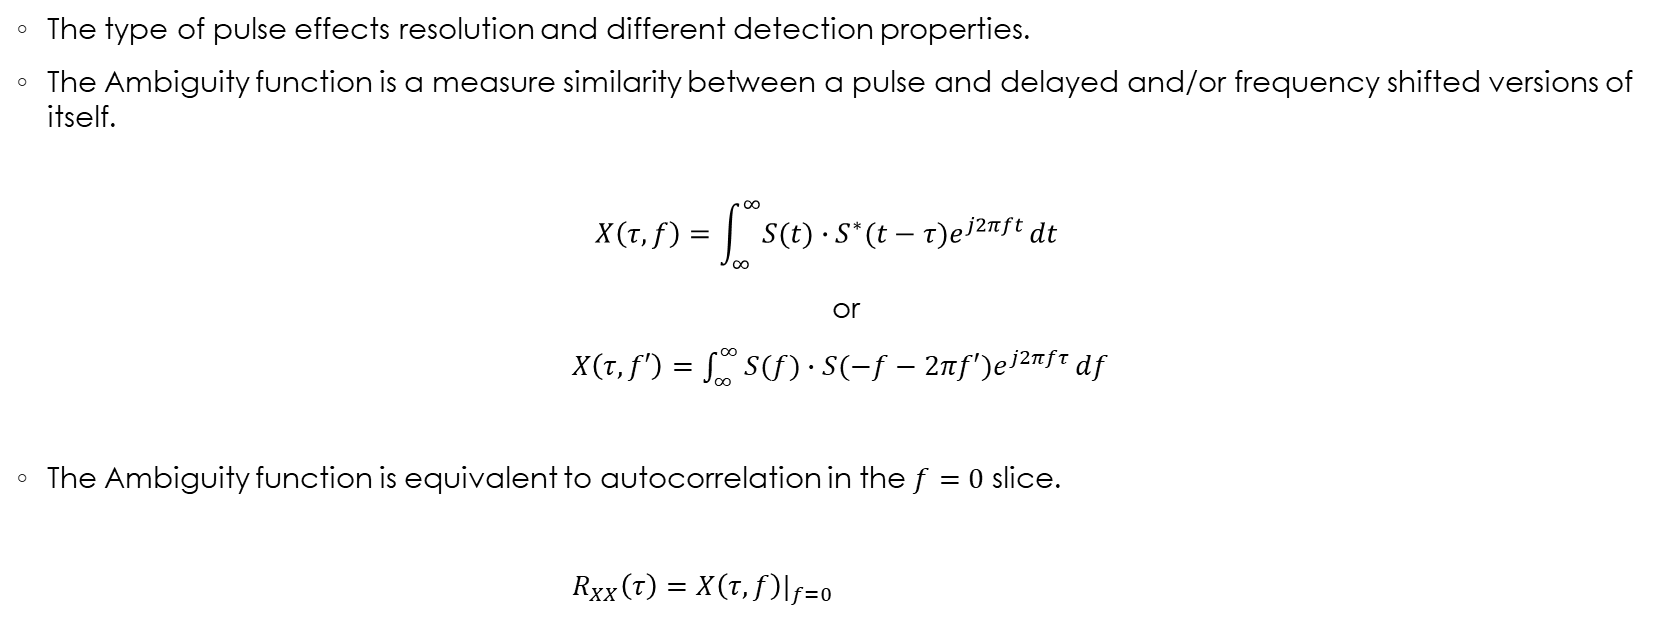 ◦ The type of pulse effects resolution and different detection properties.
◦ The Ambiguity function is a measure similarity between a pulse and delayed and/or frequency shifted versions of
itself.
X(τ, f) = ∫_∞^∞ S(t) · S*(t − τ)e^{j2πft} dt
or
X(τ, f′) = ∫_∞^∞ S(f) · S(−f − 2πf′)e^{j2πfτ} df
◦ The Ambiguity function is equivalent to autocorrelation in the f = 0 slice.
R_{XX}(τ) = X(τ, f)|_{f=0}